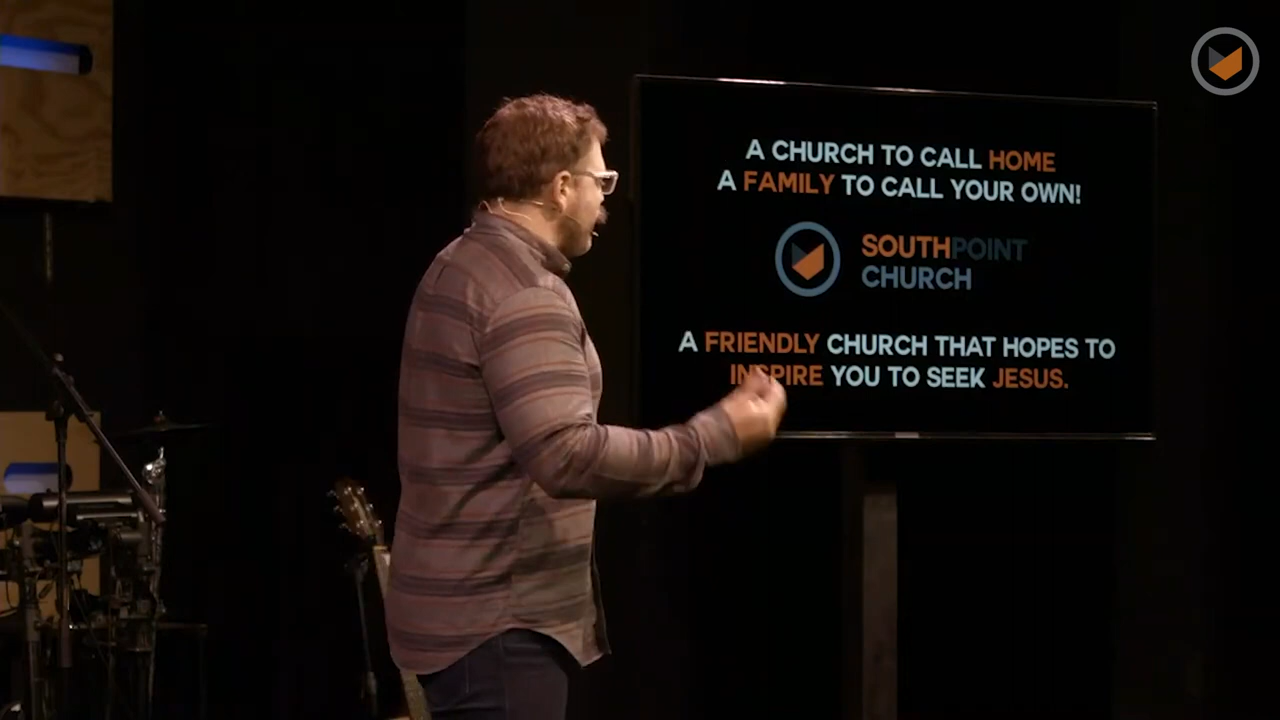 A CHURCH TO CALL HOME
A FAMILY TO CALL YOUR OWN!
SOUTHPOINT
CHURCH
A FRIENDLY CHURCH THAT HOPES TO
INSPIRE YOU TO SEEK JESUS.